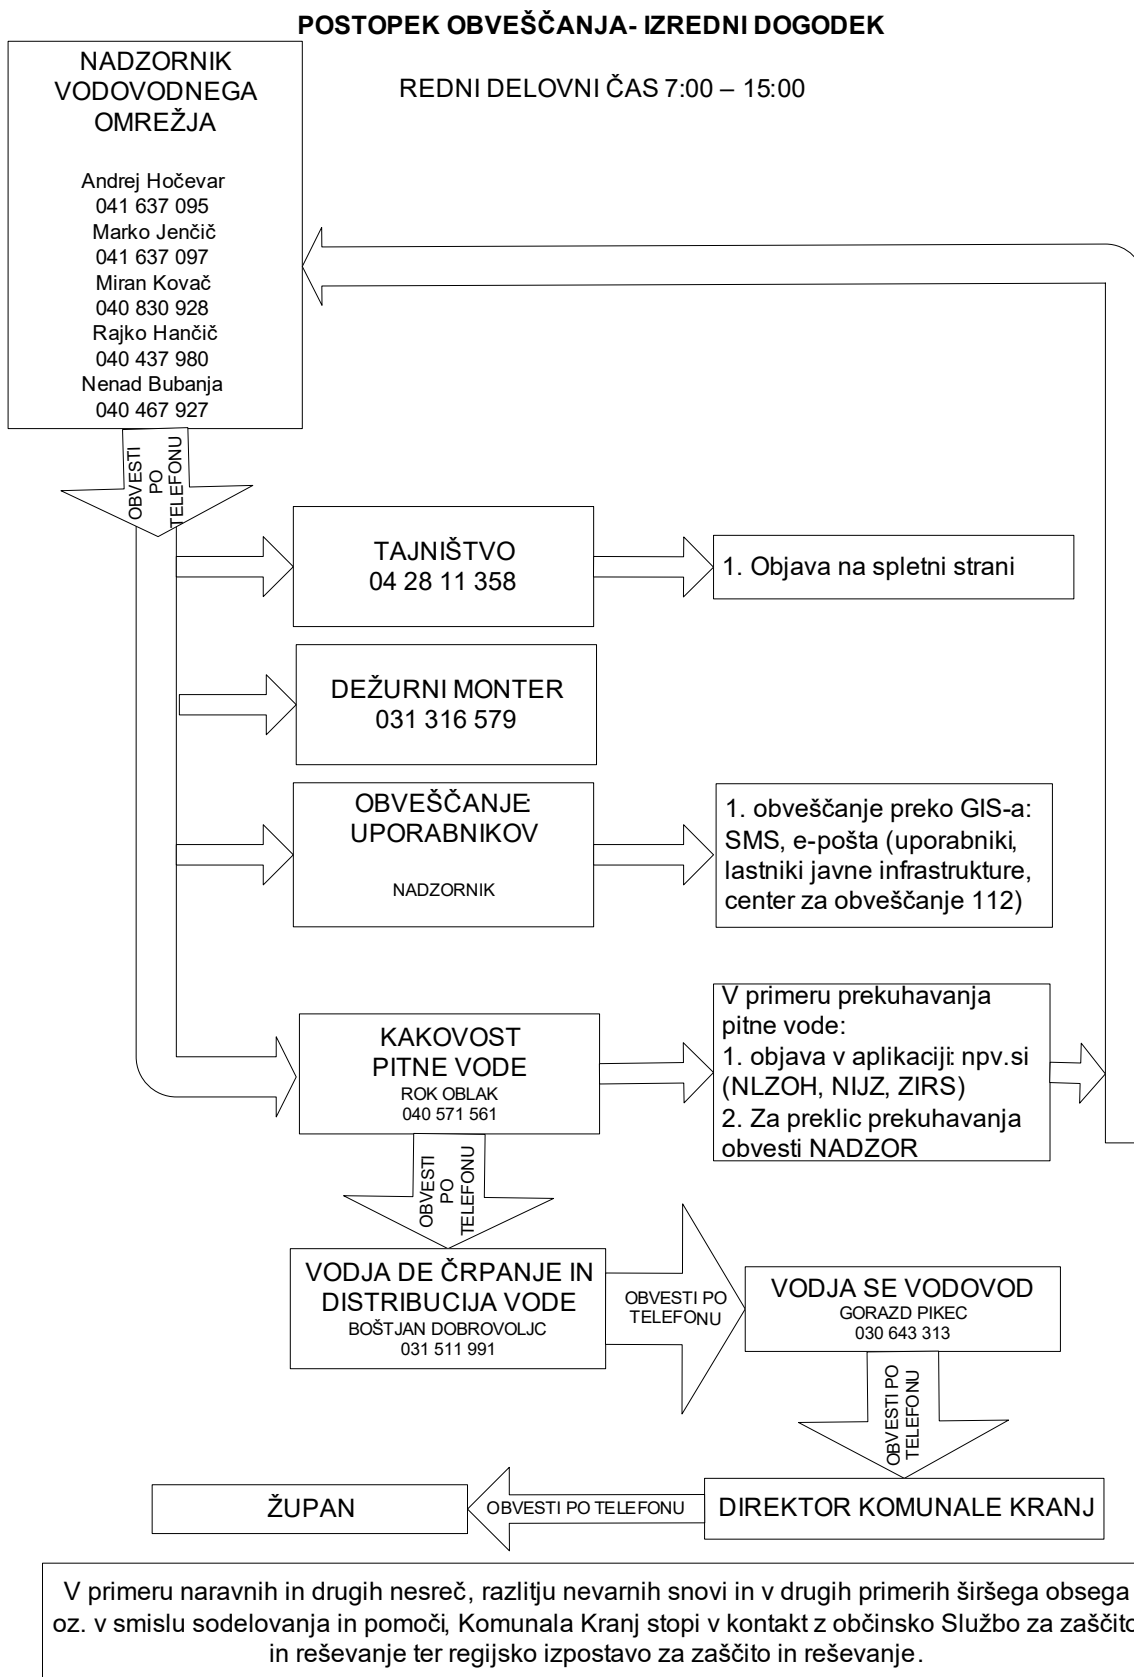 POSTOPEK OBVEŠČANJA- IZREDNI DOGODEK
NADZORNIK
VODOVODNEGA
OMREŽJA
REDNI DELOVNI ČAS 7:00 – 15:00
Andrej Hočevar
041 637 095
Marko Jenčič
041 637 097
Miran Kovač
040 830 928
Rajko Hančič
040 437 980
Nenad Bubanja
040 467 927
OBVESTI
PO
TELEFONU
TAJNIŠTVO
04 28 11 358
1. Objava na spletni strani
DEŽURNI MONTER
031 316 579
OBVEŠČANJE:
UPORABNIKOV
NADZORNIK
1. obveščanje preko GIS-a:
SMS, e-pošta (uporabniki,
lastniki javne infrastrukture,
center za obveščanje 112)
KAKOVOST
PITNE VODE
ROK OBLAK
040 571 561
V primeru prekuhavanja
pitne vode:
1. objava v aplikaciji: npv.si
(NLZOH, NIJZ, ZIRS)
2. Za preklic prekuhavanja
obvesti NADZOR
OBVESTI
PO
TELEFONU
VODJA DE ČRPANJE IN
DISTRIBUCIJA VODE
BOŠTJAN DOBROVOLJC
031 511 991
OBVESTI PO
TELEFONU
VODJA SE VODOVOD
GORAZD PIKEC
030 643 313
OBVESTI PO
TELEFONU
DIREKTOR KOMUNALE KRANJ
OBVESTI PO TELEFONU
ŽUPAN
V primeru naravnih in drugih nesreč, razlitju nevarnih snovi in v drugih primerih širšega obsega
oz. v smislu sodelovanja in pomoči, Komunala Kranj stopi v kontakt z občinsko Službo za zaščito
in reševanje ter regijsko izpostavo za zaščito in reševanje.